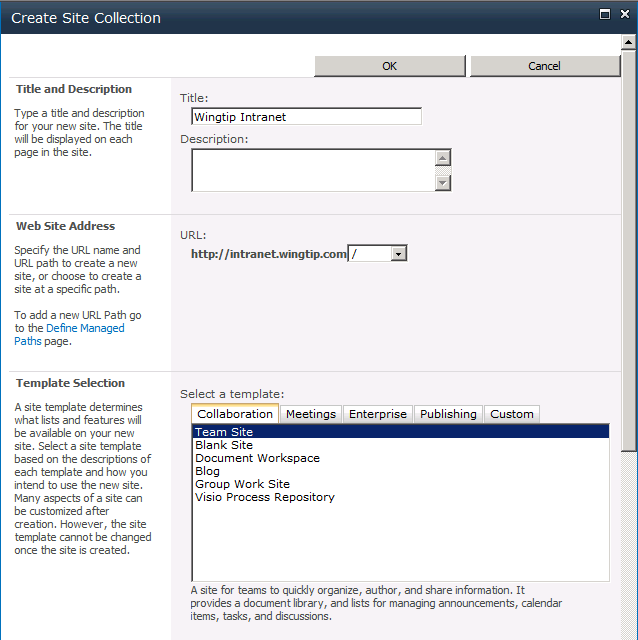 Create Site Collection
OK
Cancel
Title and Description
Type a title and description
for your new site. The title
will be displayed on each
page in the site.
Title:
Wingtip Intranet
Description:
Web Site Address
Specify the URL name and
URL path to create a new
site, or choose to create a
site at a specific path.
To add a new URL Path go
to the Define Managed
Paths page.
URL:
http://intranet.wingtip.com /
Template Selection
A site template determines
what lists and features will
be available on your new
site. Select a site template
based on the descriptions of
each template and how you
intend to use the new site.
Many aspects of a site can
be customized after
creation. However, the site
template cannot be changed
once the site is created.
Select a template:
Collaboration
Meetings
Enterprise
Publishing
Custom
Team Site
Blank Site
Document Workspace
Blog
Group Work Site
Visio Process Repository
A site for teams to quickly organize, author, and share information. It
provides a document library, and lists for managing announcements, calendar
items, tasks, and discussions.